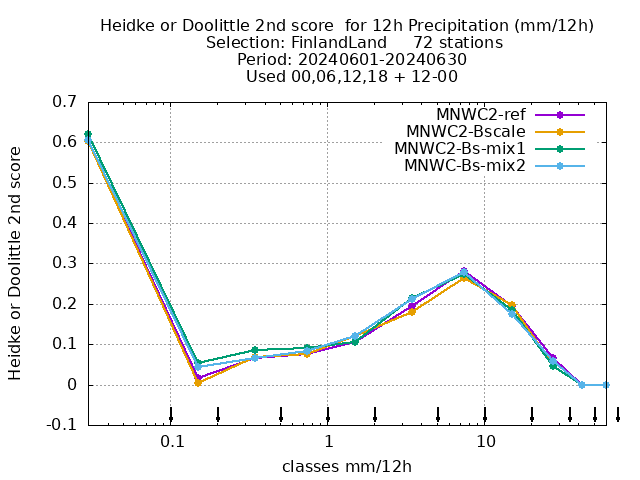 Heidke or Doolittle 2nd score  for 12h Precipitation (mm/12h)
Selection: FinlandLand     72 stations
Period: 20240601-20240630
Used 00,06,12,18 + 12-00
Heidke or Doolittle 2nd score
0.7
0.6
0.5
0.4
0.3
0.2
0.1
0
-0.1
MNWC2-ref
MNWC2-Bscale
MNWC2-Bs-mix1
MNWC-Bs-mix2
0.1 1 10
classes mm/12h